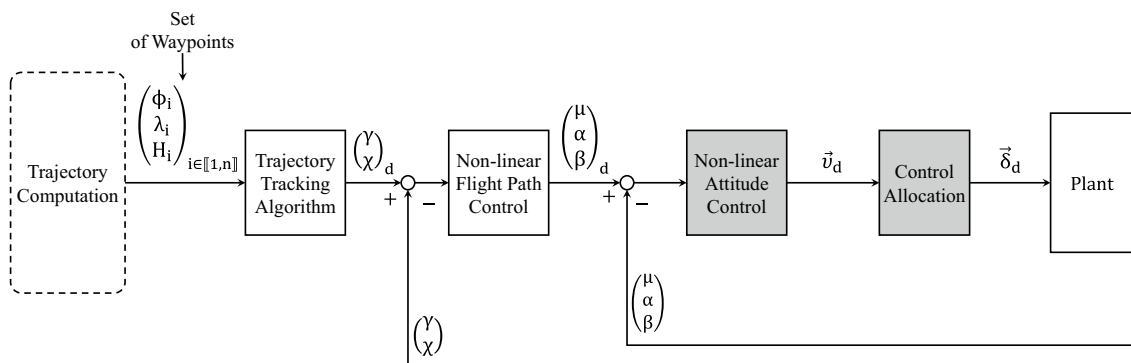 Set
of Waypoints
Trajectory
Computation
ϕᵢ
λᵢ
Hᵢ
i∈⟦1,n⟧
Trajectory
Tracking
Algorithm
γ
χ
d
+
−
Non-linear
Flight Path
Control
μ
α
β
d
+
−
Non-linear
Attitude
Control
v⃗d
Control
Allocation
δ⃗d
Plant
γ
χ
μ
α
β